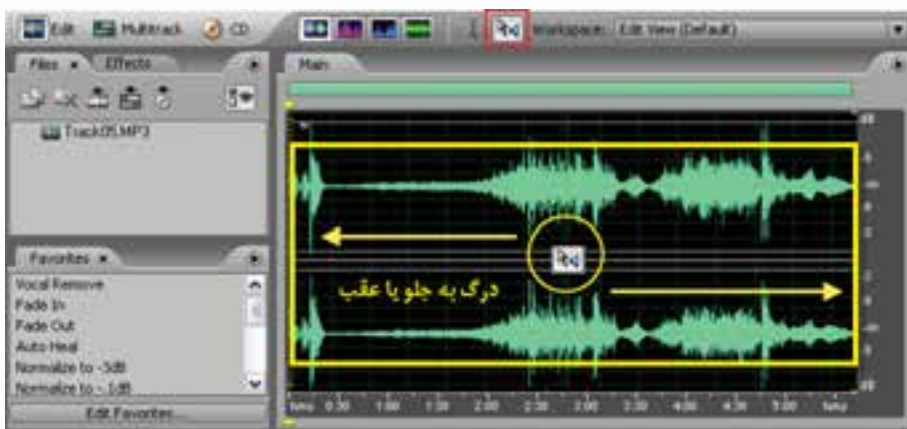 Edit Multitrack CD Workspace: Edit View (Default)
Files Effects Main
Track05.MP3
dB
درگ به جلو یا عقب
Favorites
Vocal Remove
Fade In
Fade Out
Auto Heal
Normalize to -3dB
Normalize to -.1dB
Edit Favorites...
dB
hms 0:30 1:00 1:30 2:00 2:30 3:00 3:30 4:00 4:30 5:00 hms